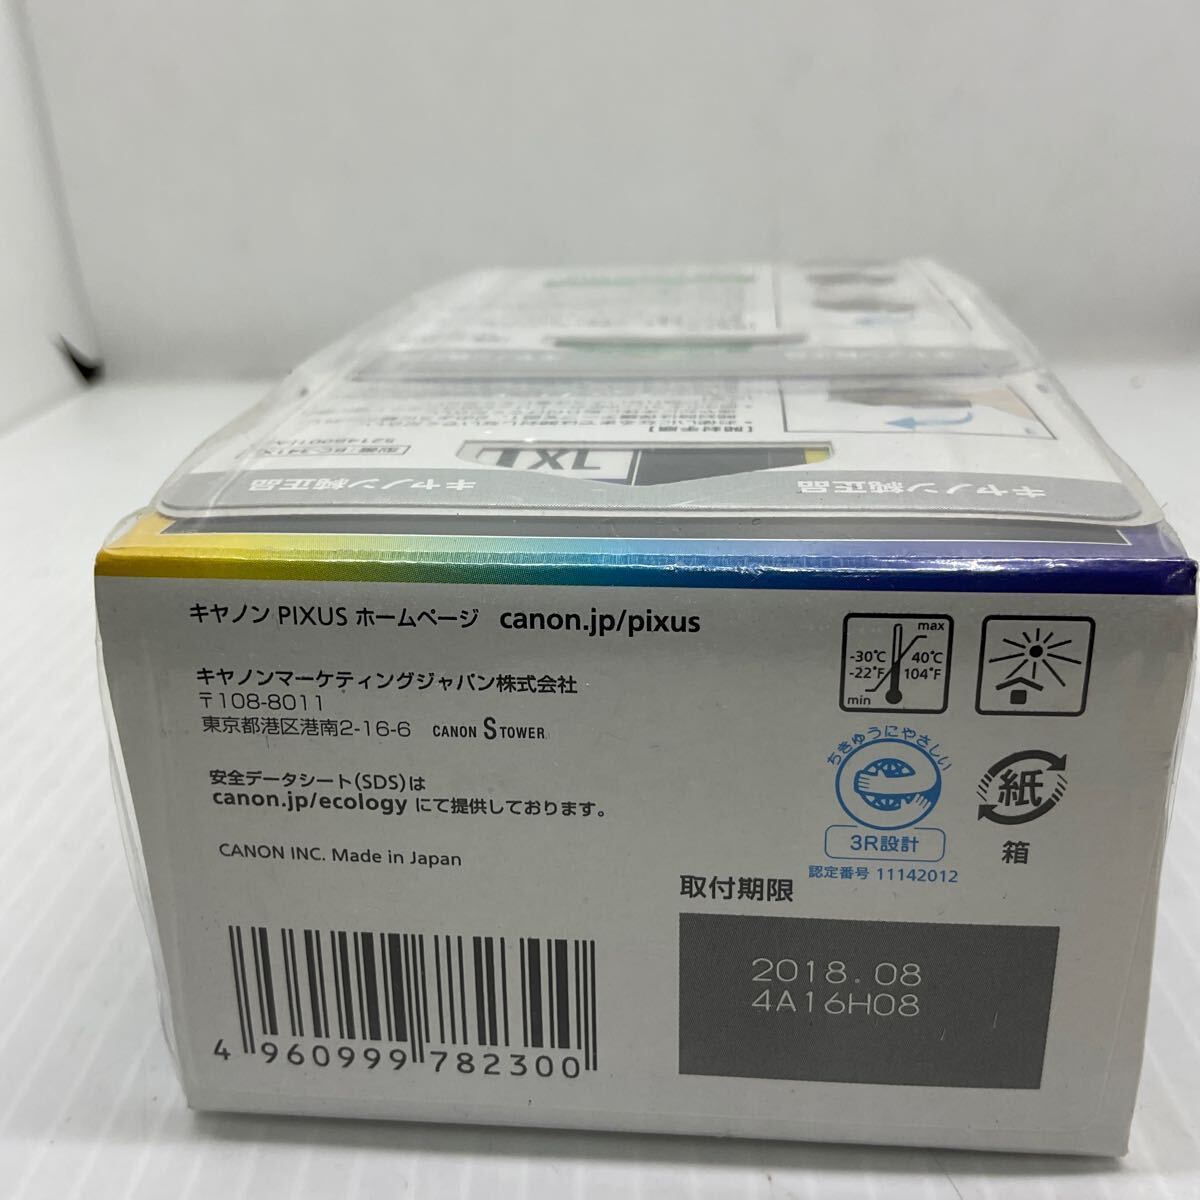 キヤノン純正品
キヤノン純正品
キヤノン PIXUS ホームページ canon.jp/pixus
キヤノンマーケティングジャパン株式会社
〒108-8011
東京都港区港南2-16-6 CANON S TOWER
安全データシート(SDS)は
canon.jp/ecology にて提供しております。
CANON INC. Made in Japan
max
-30℃ 40℃
-22°F 104°F
min
ちきゅうにやさしい
3R設計
認定番号 11142012
紙
箱
取付期限
2018.08
4A16H08
4 960999 782300
[開封手順]